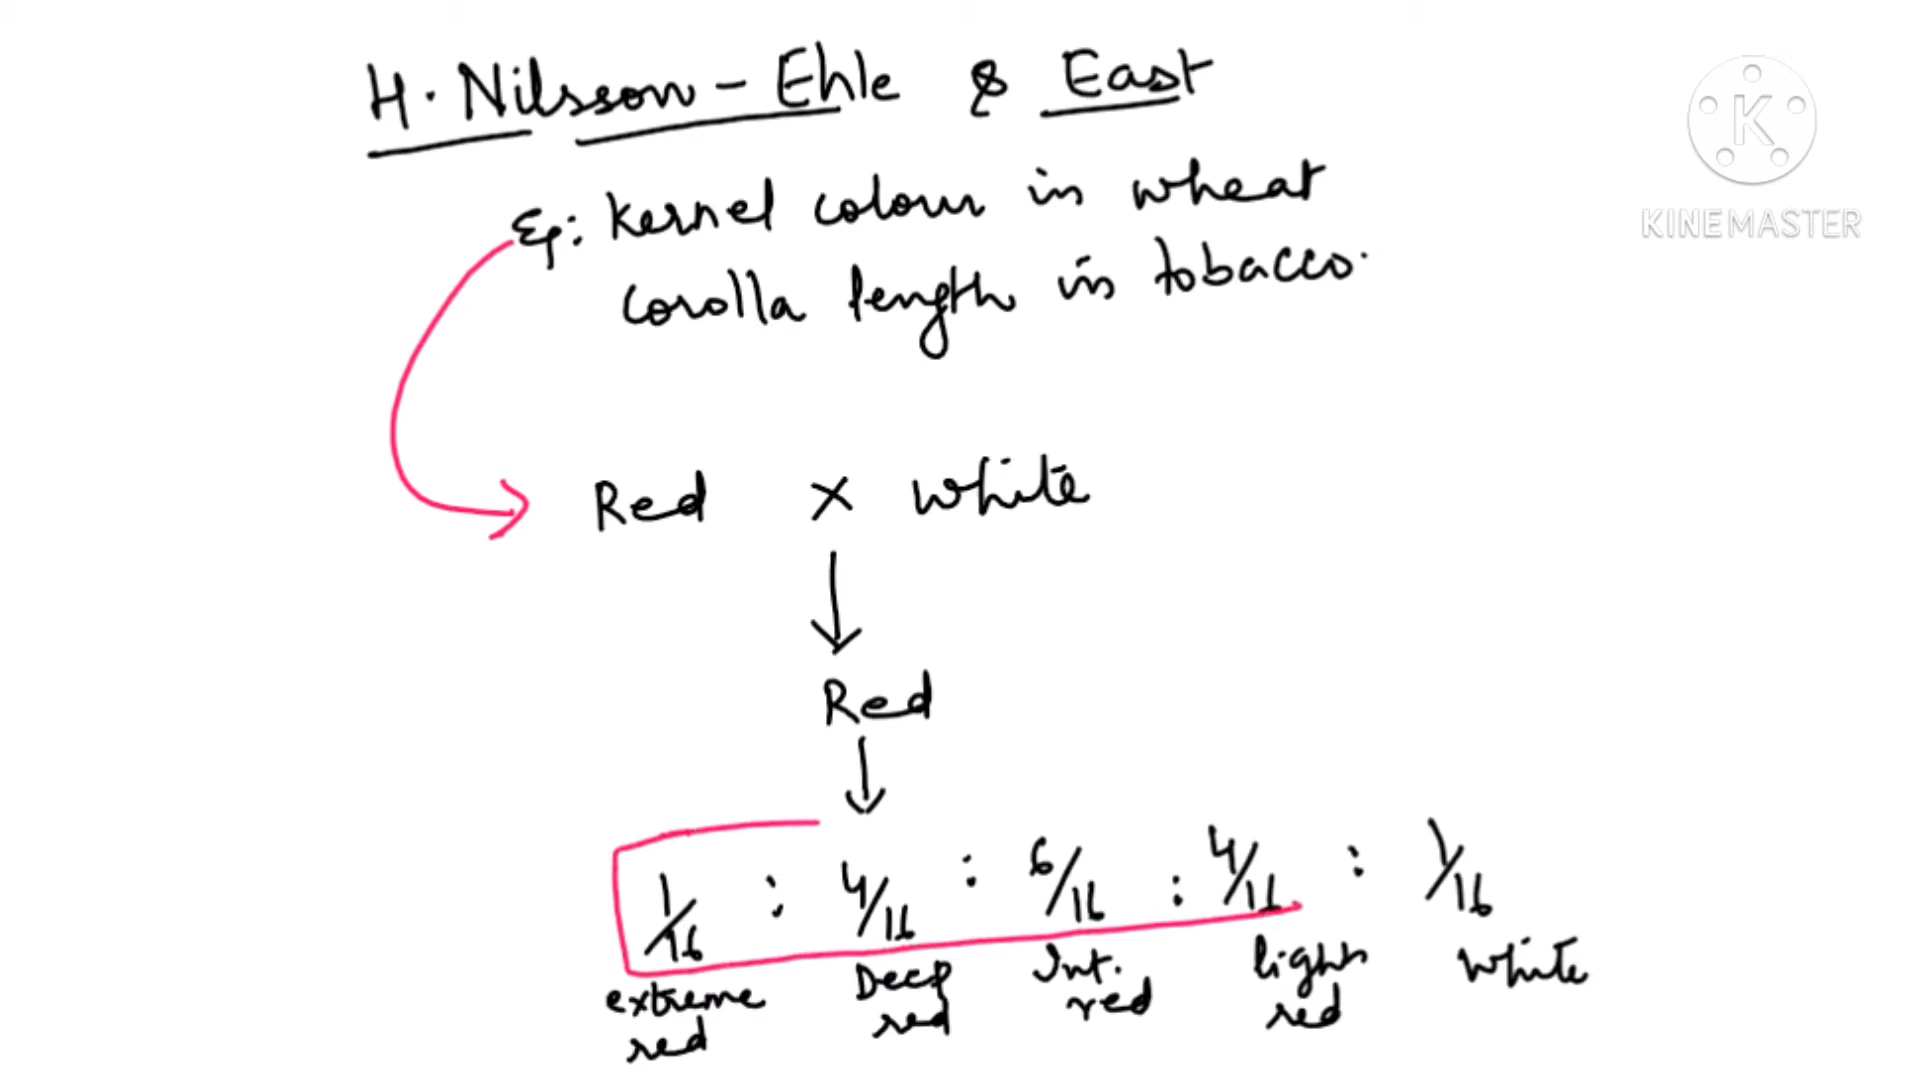 H. Nilsson - Ehle & East
Eg: Kernel colour in wheat
corolla length in tobacco.
K
KINEMASTER
Red × White
Red
1/16 : 4/16 : 6/16 : 4/16 : 1/16
extreme red Deep red Int. red light red white